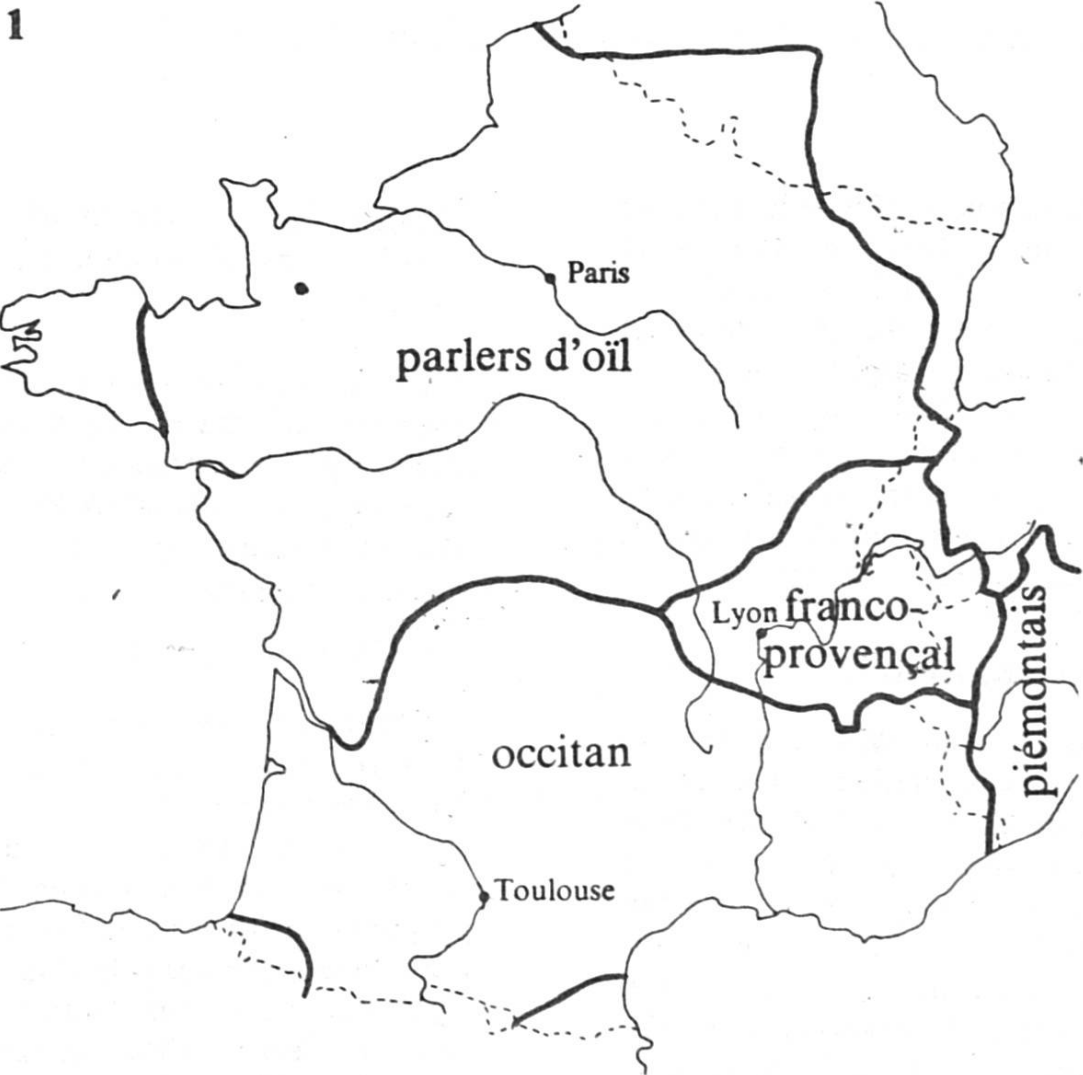 1
Paris
parlers d'oïl
Lyon franco-
provençal
piémontais
occitan
Toulouse